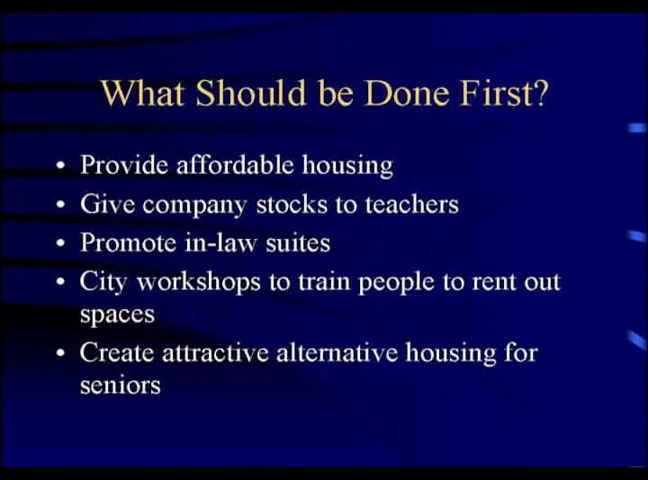 What Should be Done First?
• Provide affordable housing
• Give company stocks to teachers
• Promote in-law suites
• City workshops to train people to rent out
spaces
• Create attractive alternative housing for
seniors